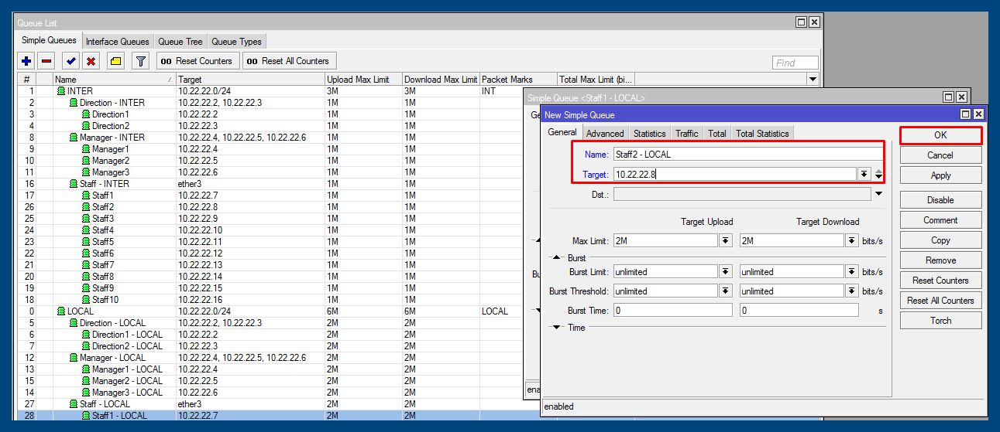 Queue List
Simple Queues Interface Queues Queue Tree Queue Types
00 Reset Counters 00 Reset All Counters Find
# Name Target Upload Max Limit Download Max Limit Packet Marks Total Max Limit (bi...
1 INTER 10.22.22.0/24 3M 3M INT
2 Direction - INTER 10.22.22.2, 10.22.22.3 1M 1M
3 Direction1 10.22.22.2 1M 1M
4 Direction2 10.22.22.3 1M 1M
8 Manager - INTER 10.22.22.4, 10.22.22.5, 10.22.22.6 1M 1M
9 Manager1 10.22.22.4 1M 1M
10 Manager2 10.22.22.5 1M 1M
11 Manager3 10.22.22.6 1M 1M
16 Staff - INTER ether3 1M 1M
17 Staff1 10.22.22.7 1M 1M
26 Staff2 10.22.22.8 1M 1M
25 Staff3 10.22.22.9 1M 1M
24 Staff4 10.22.22.10 1M 1M
23 Staff5 10.22.22.11 1M 1M
22 Staff6 10.22.22.12 1M 1M
21 Staff7 10.22.22.13 1M 1M
20 Staff8 10.22.22.14 1M 1M
19 Staff9 10.22.22.15 1M 1M
18 Staff10 10.22.22.16 1M 1M
0 LOCAL 10.22.22.0/24 6M 6M LOCAL
5 Direction - LOCAL 10.22.22.2, 10.22.22.3 2M 2M
6 Direction1 - LOCAL 10.22.22.2 2M 2M
7 Direction2 - LOCAL 10.22.22.3 2M 2M
12 Manager - LOCAL 10.22.22.4, 10.22.22.5, 10.22.22.6 2M 2M
13 Manager1 - LOCAL 10.22.22.4 2M 2M
15 Manager2 - LOCAL 10.22.22.5 2M 2M
14 Manager3 - LOCAL 10.22.22.6 2M 2M
27 Staff - LOCAL ether3 2M 2M
28 Staff1 - LOCAL 10.22.22.7 2M 2M
Simple Queue <Staff1 - LOCAL>
Ge
Bu
ena
New Simple Queue
General Advanced Statistics Traffic Total Total Statistics
Name: Staff2 - LOCAL
Target: 10.22.22.8
Dst.:
Target Upload Target Download
Max Limit: 2M 2M bits/s
Burst
Burst Limit: unlimited unlimited bits/s
Burst Threshold: unlimited unlimited bits/s
Burst Time: 0 0 s
Time
enabled
OK
Cancel
Apply
Disable
Comment
Copy
Remove
Reset Counters
Reset All Counters
Torch